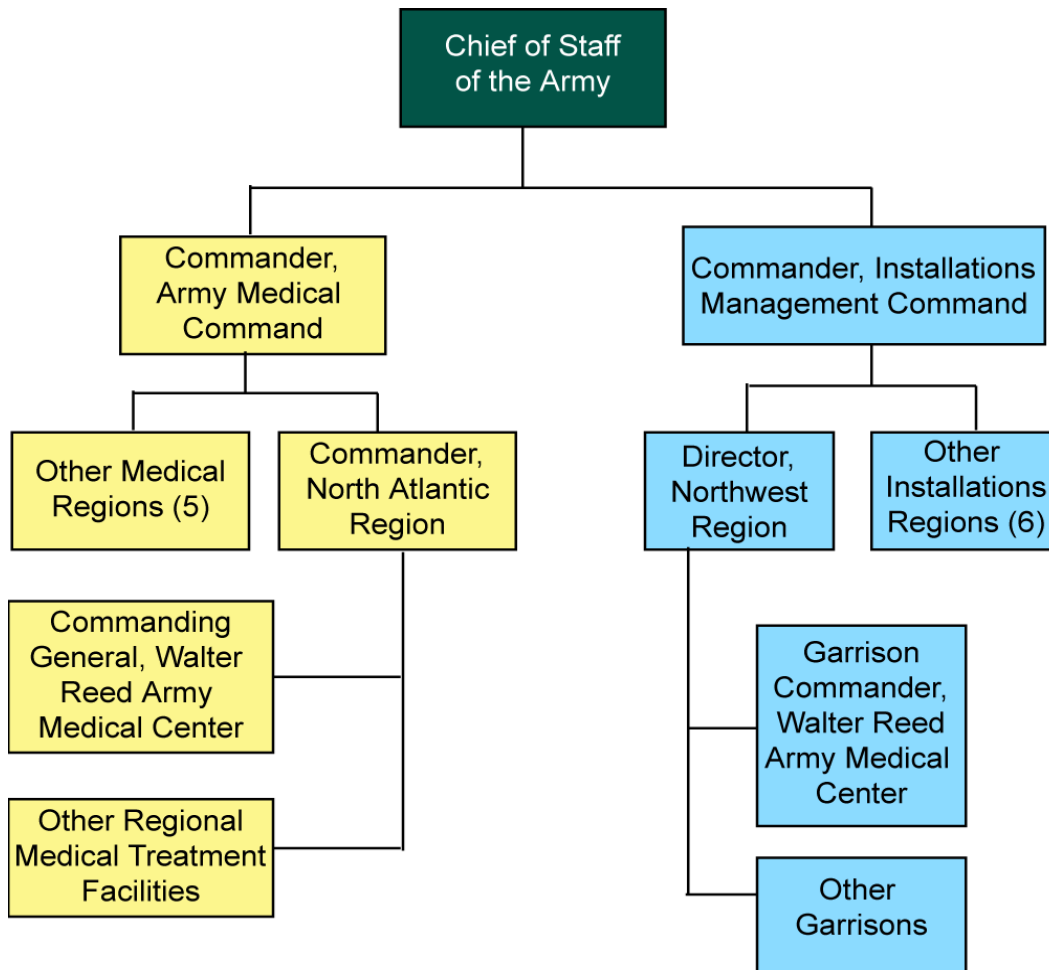 Chief of Staff
of the Army
Commander,
Army Medical
Command
Commander, Installations
Management Command
Other Medical
Regions (5)
Commander,
North Atlantic
Region
Director,
Northwest
Region
Other
Installations
Regions (6)
Commanding
General, Walter
Reed Army
Medical Center
Garrison
Commander,
Walter Reed
Army Medical
Center
Other Regional
Medical Treatment
Facilities
Other
Garrisons